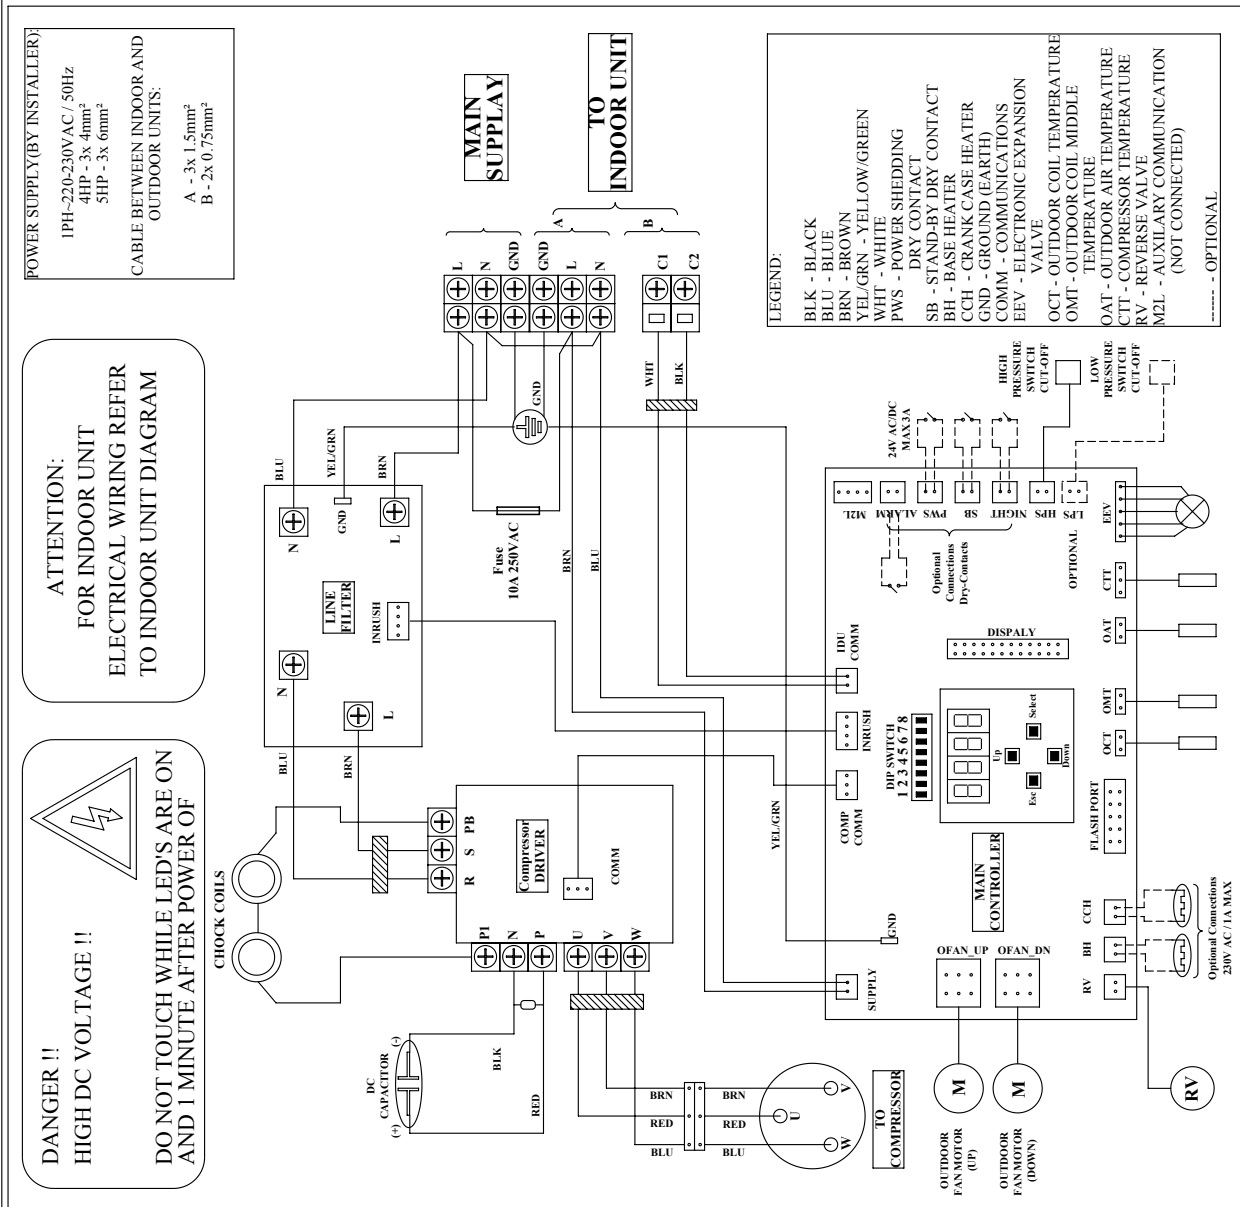 DANGER !!
HIGH DC VOLTAGE !!
DO NOT TOUCH WHILE LED'S ARE ON
AND 1 MINUTE AFTER POWER OF
ATTENTION:
FOR INDOOR UNIT
ELECTRICAL WIRING REFER
TO INDOOR UNIT DIAGRAM
POWER SUPPLY(BY INSTALLER):
1PH~220-230VAC / 50Hz
4HP - 3x 4mm²
5HP - 3x 6mm²
CABLE BETWEEN INDOOR AND
OUTDOOR UNITS:
A - 3x 1.5mm²
B - 2x 0.75mm²
CHOCK COILS
LINE
FILTER
N
L
N
L
GND
INRUSH
BLU
BRN
BLU
YEL/GRN
BRN
MAIN
SUPPLAY
TO
INDOOR UNIT
L
N
GND
GND
L
N
A
B
C1
C2
WHT
BLK
GND
Fuse
10A 250VAC
BRN
BLU
DC
CAPACITOR
(+)
(-)
BLK
RED
Compressor
DRIVER
R
S
PB
P1
N
P
U
V
W
COMM
YEL/GRN
BRN
RED
BLU
BRN
RED
BLU
V
U
W
TO
COMPRESSOR
MAIN
CONTROLLER
SUPPLY
GND
COMP
COMM
INRUSH
IDU
COMM
DIP SWITCH
1 2 3 4 5 6 7 8
Up
Select
Esc
Down
DISPALY
M2L
ALARM
PWS
SB
NIGHT
HPS
LPS
OPTIONAL
Optional
Connections
Dry-Contacts
24V AC/DC
MAX 3A
HIGH
PRESSURE
SWITCH
CUT-OFF
LOW
PRESSURE
SWITCH
CUT-OFF
OFAN_UP
OFAN_DN
M
M
OUTDOOR
FAN MOTOR
(UP)
OUTDOOR
FAN MOTOR
(DOWN)
RV
RV
BH
CCH
Optional Connections
230V AC / 1A MAX
FLASH PORT
OCT
OMT
OAT
CTT
EEV
LEGEND:
BLK - BLACK
BLU - BLUE
BRN - BROWN
YEL/GRN - YELLOW/GREEN
WHT - WHITE
PWS - POWER SHEDDING
DRY CONTACT
SB - STAND-BY DRY CONTACT
BH - BASE HEATER
CCH - CRANK CASE HEATER
GND - GROUND (EARTH)
COMM - COMMUNICATIONS
EEV - ELECTRONIC EXPANSION
VALVE
OCT - OUTDOOR COIL TEMPERATURE
OMT - OUTDOOR COIL MIDDLE
TEMPERATURE
OAT - OUTDOOR AIR TEMPERATURE
CTT - COMPRESSOR TEMPERATURE
RV - REVERSE VALVE
M2L - AUXILARY COMMUNICATION
(NOT CONNECTED)
----- - OPTIONAL